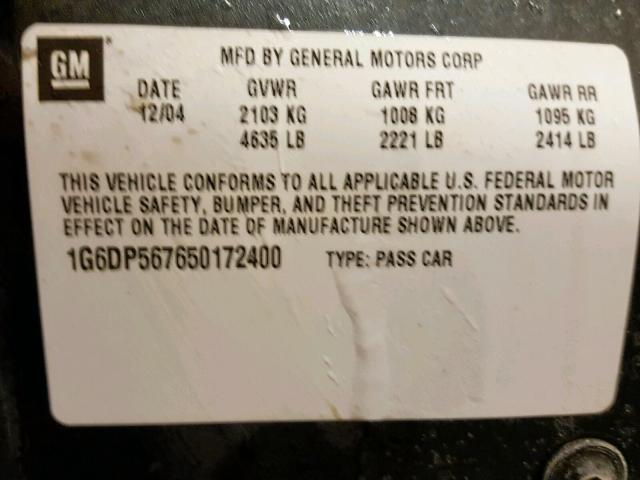 GM
MFD BY GENERAL MOTORS CORP
DATE GVWR GAWR FRT GAWR RR
12/04 2103 KG 1008 KG 1095 KG
4635 LB 2221 LB 2414 LB
THIS VEHICLE CONFORMS TO ALL APPLICABLE U.S. FEDERAL MOTOR
VEHICLE SAFETY, BUMPER, AND THEFT PREVENTION STANDARDS IN
EFFECT ON THE DATE OF MANUFACTURE SHOWN ABOVE.
1G6DP567650172400 TYPE: PASS CAR